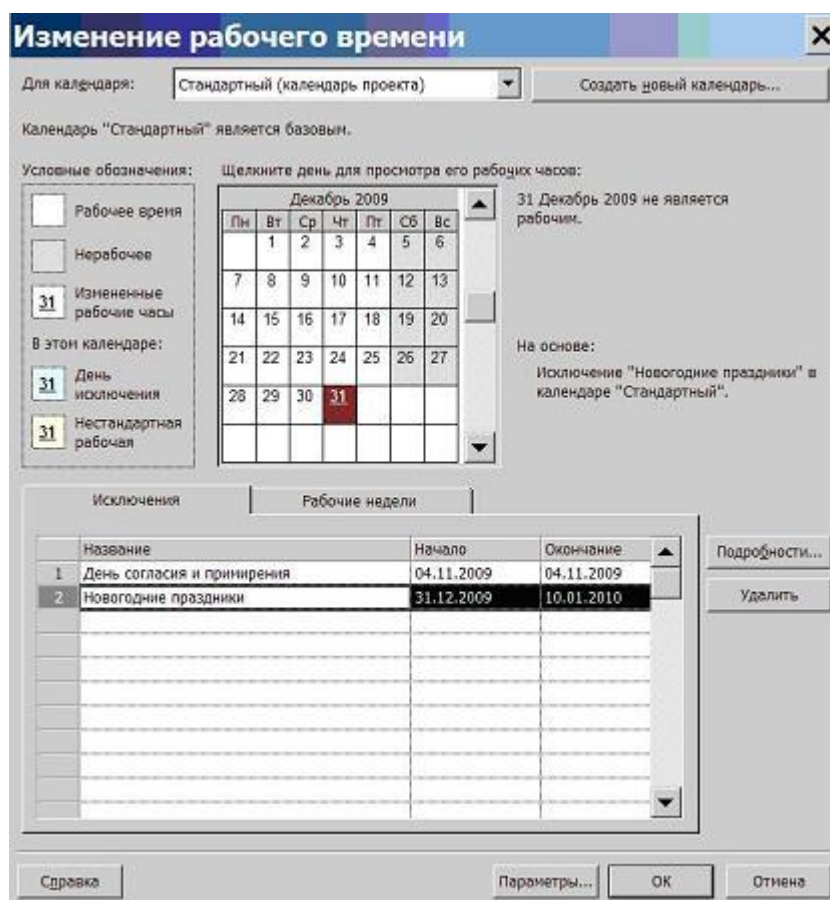 Изменение рабочего времени
Для календаря: Стандартный (календарь проекта) Создать новый календарь...
Календарь "Стандартный" является базовым.
Условные обозначения:
Рабочее время
Нерабочее
31 Измененные
рабочие часы
В этом календаре:
31 День
исключения
31 Нестандартная
рабочая
Щелкните день для просмотра его рабочих часов:
Декабрь 2009
Пн Вт Ср Чт Пт Сб Вс
1 2 3 4 5 6
7 8 9 10 11 12 13
14 15 16 17 18 19 20
21 22 23 24 25 26 27
28 29 30 31
31 Декабрь 2009 не является
рабочим.
На основе:
Исключение "Новогодние праздники" в
календаре "Стандартный".
Исключения Рабочие недели
Название Начало Окончание
1 День согласия и примирения 04.11.2009 04.11.2009
2 Новогодние праздники 31.12.2009 10.01.2010
Подробности...
Удалить
Справка Параметры... ОК Отмена